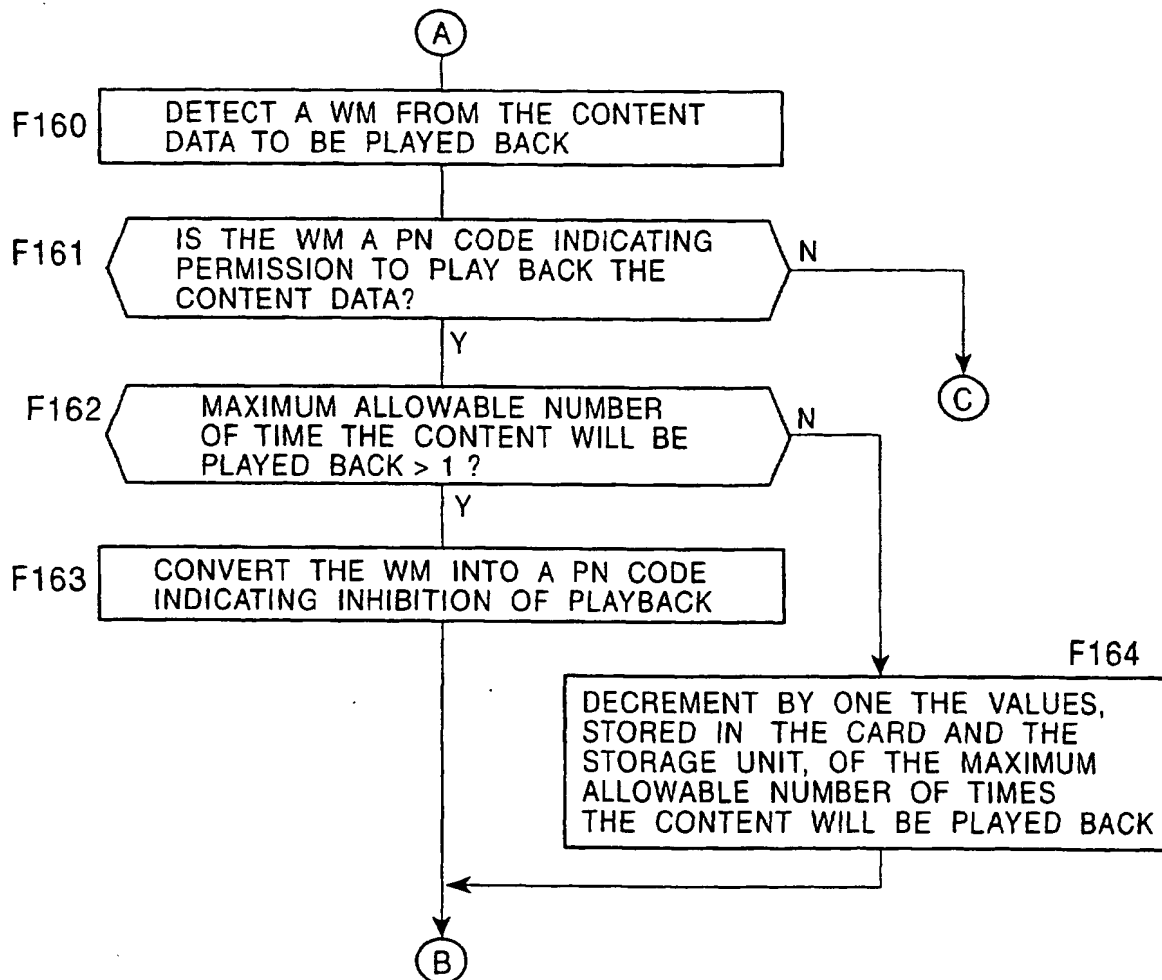 A
F160
DETECT A WM FROM THE CONTENT
DATA TO BE PLAYED BACK
F161
IS THE WM A PN CODE INDICATING
PERMISSION TO PLAY BACK THE
CONTENT DATA?
N
Y
C
F162
MAXIMUM ALLOWABLE NUMBER
OF TIME THE CONTENT WILL BE
PLAYED BACK > 1 ?
N
Y
F163
CONVERT THE WM INTO A PN CODE
INDICATING INHIBITION OF PLAYBACK
F164
DECREMENT BY ONE THE VALUES,
STORED IN THE CARD AND THE
STORAGE UNIT, OF THE MAXIMUM
ALLOWABLE NUMBER OF TIMES
THE CONTENT WILL BE PLAYED BACK
B